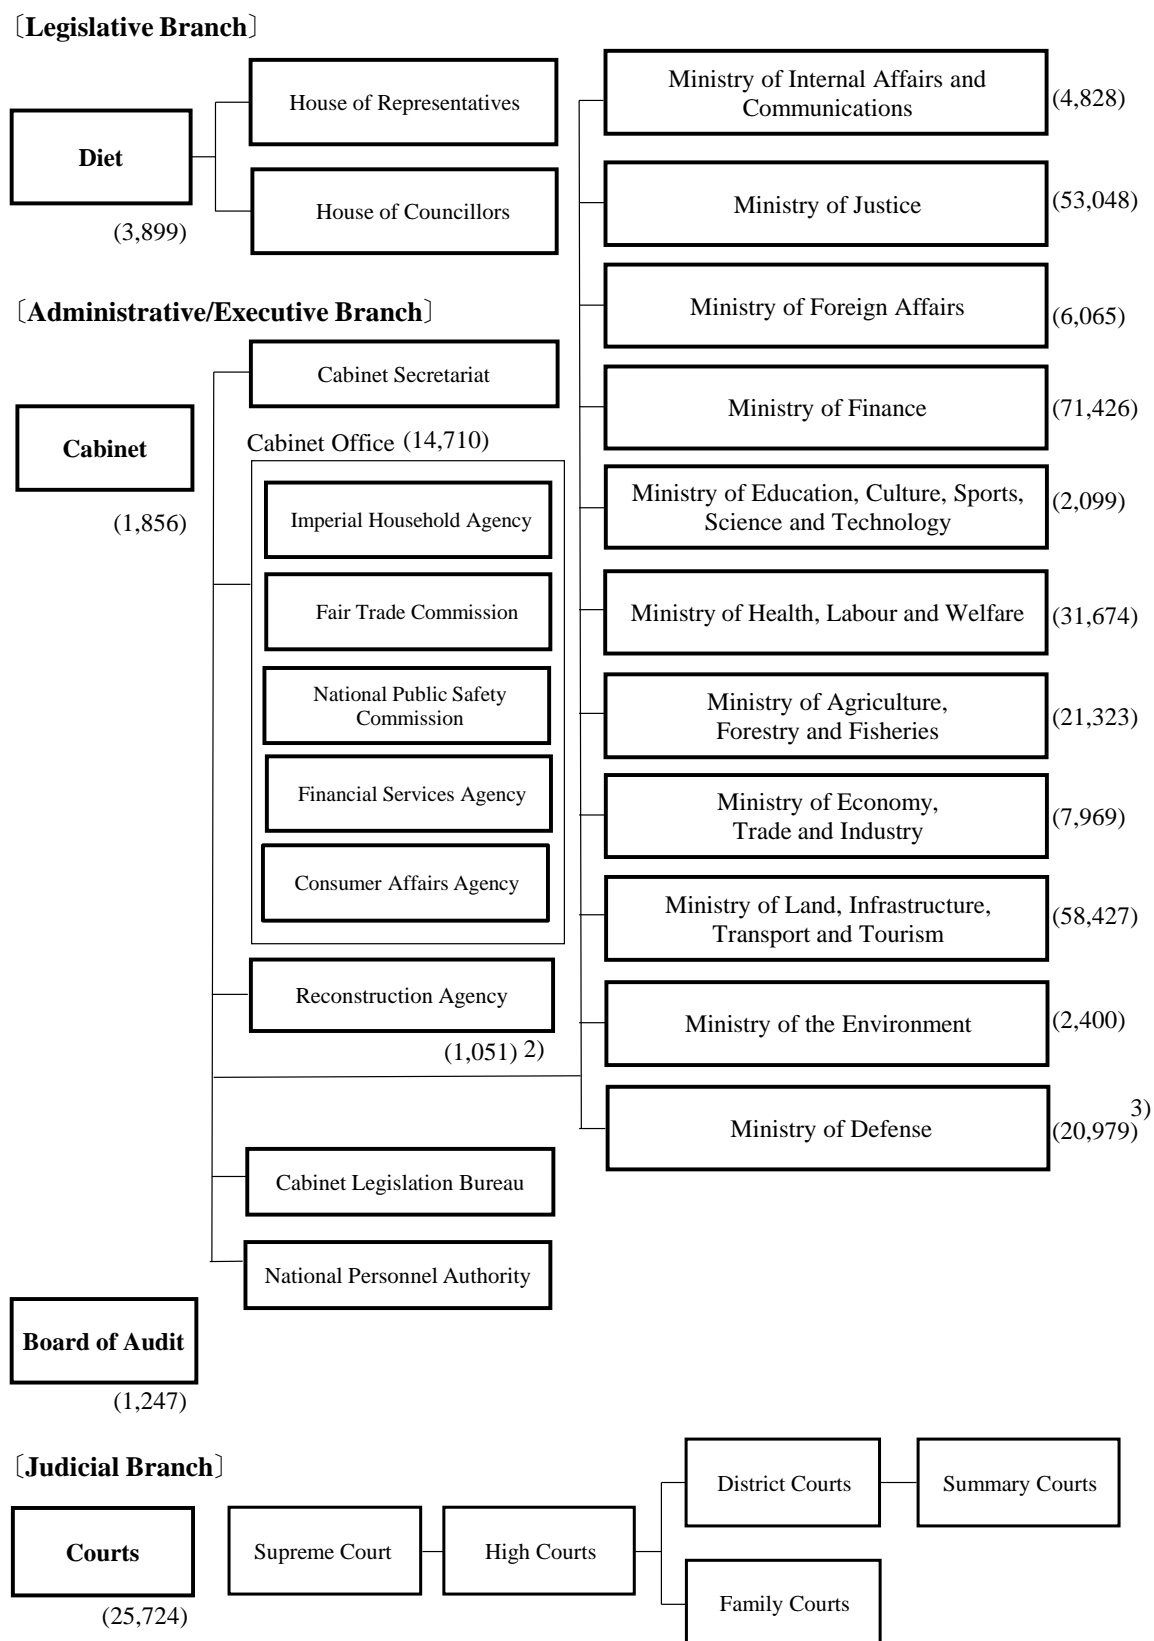 〔Legislative Branch〕
Diet
(3,899)
House of Representatives
House of Councillors
〔Administrative/Executive Branch〕
Cabinet
(1,856)
Cabinet Secretariat
Cabinet Office (14,710)
Imperial Household Agency
Fair Trade Commission
National Public Safety
Commission
Financial Services Agency
Consumer Affairs Agency
Reconstruction Agency
(1,051) 2)
Cabinet Legislation Bureau
National Personnel Authority
Ministry of Internal Affairs and
Communications
(4,828)
Ministry of Justice
(53,048)
Ministry of Foreign Affairs
(6,065)
Ministry of Finance
(71,426)
Ministry of Education, Culture, Sports,
Science and Technology
(2,099)
Ministry of Health, Labour and Welfare
(31,674)
Ministry of Agriculture,
Forestry and Fisheries
(21,323)
Ministry of Economy,
Trade and Industry
(7,969)
Ministry of Land, Infrastructure,
Transport and Tourism
(58,427)
Ministry of the Environment
(2,400)
Ministry of Defense
(20,979) 3)
Board of Audit
(1,247)
〔Judicial Branch〕
Courts
(25,724)
Supreme Court
High Courts
District Courts
Summary Courts
Family Courts